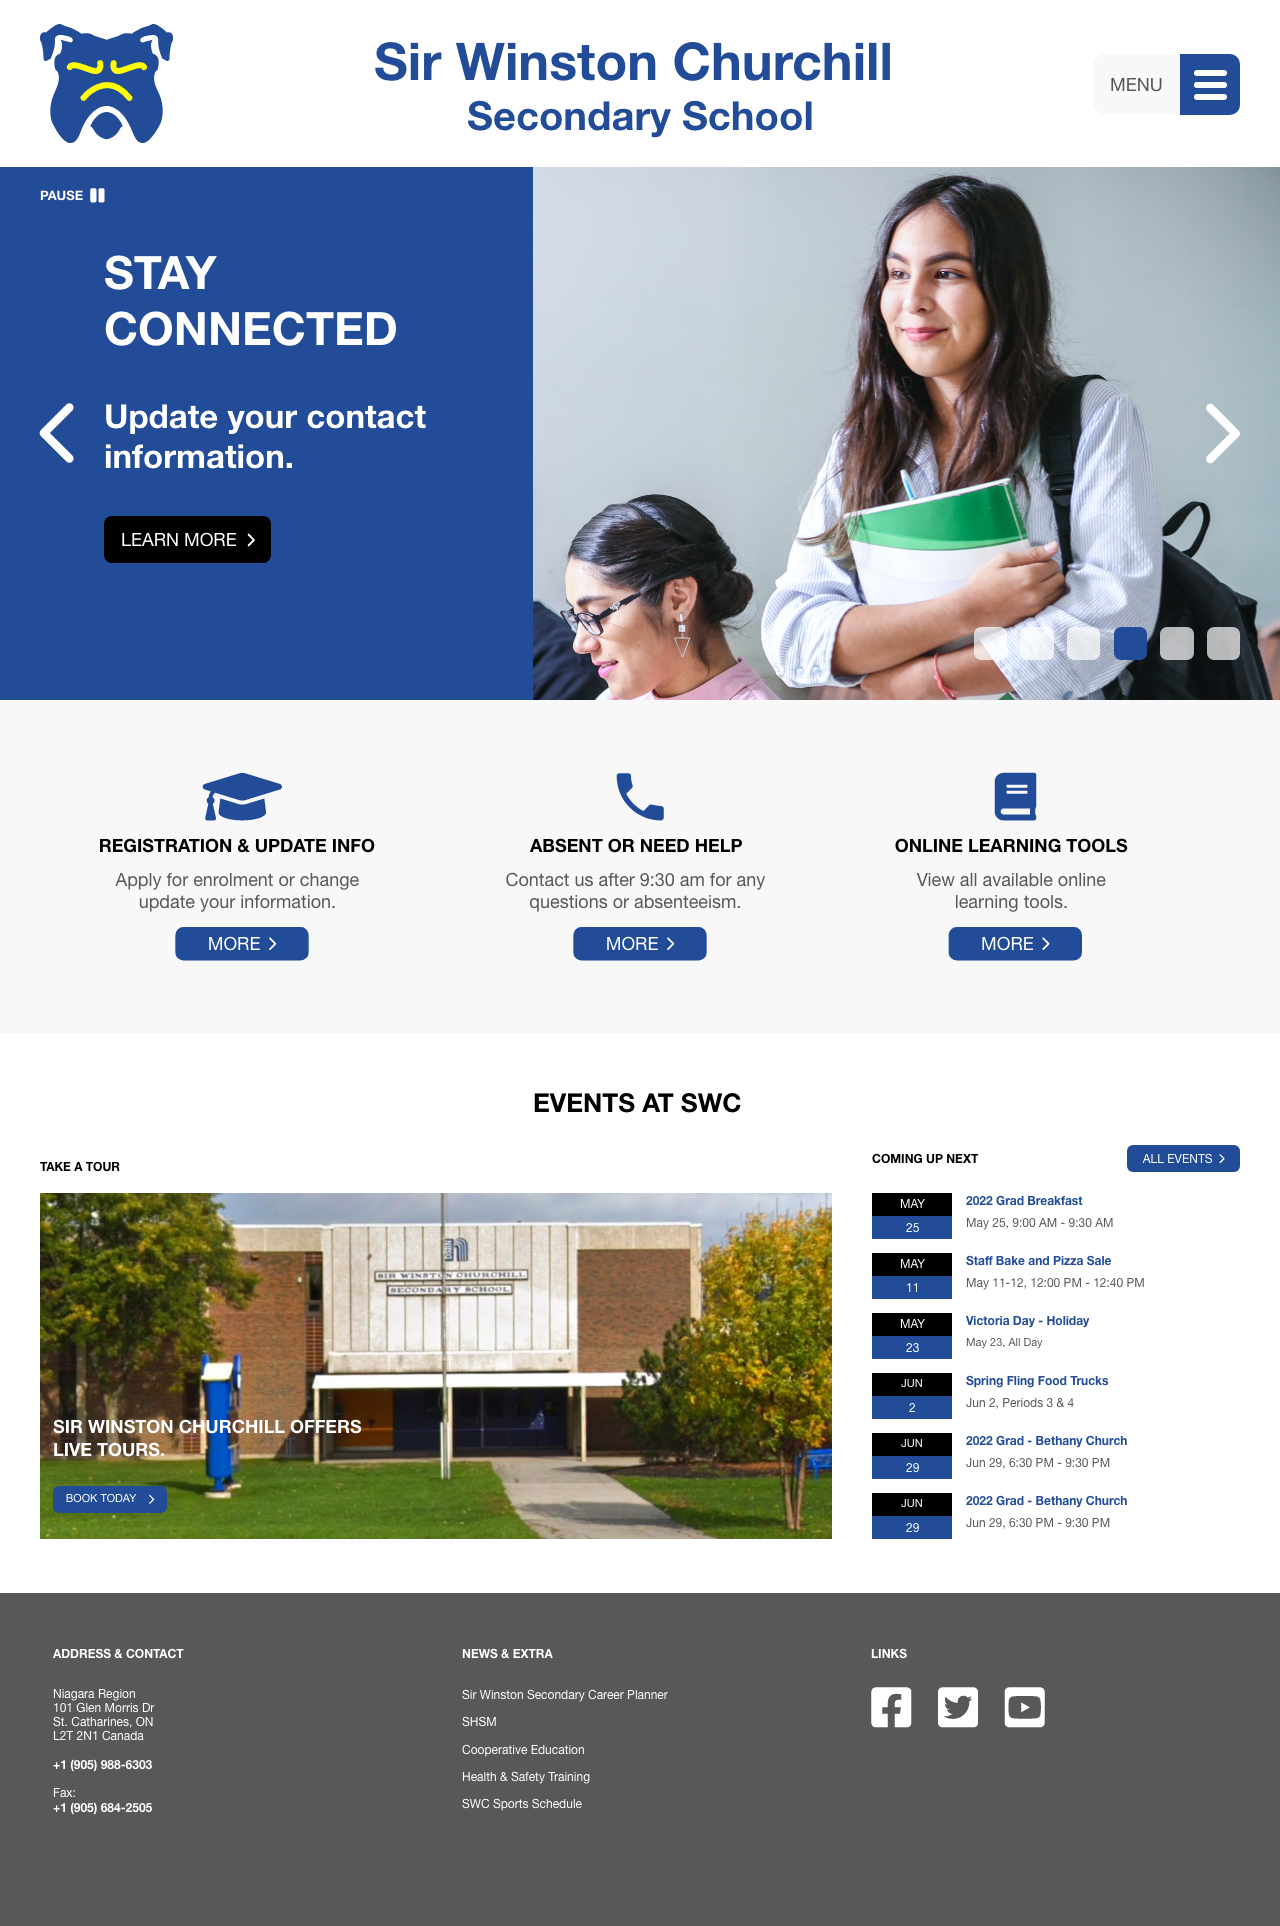 Sir Winston Churchill
Secondary School
MENU
PAUSE
STAY
CONNECTED
Update your contact
information.
LEARN MORE
REGISTRATION & UPDATE INFO
Apply for enrolment or change
update your information.
MORE
ABSENT OR NEED HELP
Contact us after 9:30 am for any
questions or absenteeism.
MORE
ONLINE LEARNING TOOLS
View all available online
learning tools.
MORE
EVENTS AT SWC
TAKE A TOUR
SIR WINSTON CHURCHILL
SECONDARY SCHOOL
SIR WINSTON CHURCHILL OFFERS
LIVE TOURS.
BOOK TODAY
COMING UP NEXT
ALL EVENTS
MAY
25
2022 Grad Breakfast
May 25, 9:00 AM - 9:30 AM
MAY
11
Staff Bake and Pizza Sale
May 11-12, 12:00 PM - 12:40 PM
MAY
23
Victoria Day - Holiday
May 23, All Day
JUN
2
Spring Fling Food Trucks
Jun 2, Periods 3 & 4
JUN
29
2022 Grad - Bethany Church
Jun 29, 6:30 PM - 9:30 PM
JUN
29
2022 Grad - Bethany Church
Jun 29, 6:30 PM - 9:30 PM
ADDRESS & CONTACT
Niagara Region
101 Glen Morris Dr
St. Catharines, ON
L2T 2N1 Canada
+1 (905) 988-6303
Fax:
+1 (905) 684-2505
NEWS & EXTRA
Sir Winston Secondary Career Planner
SHSM
Cooperative Education
Health & Safety Training
SWC Sports Schedule
LINKS